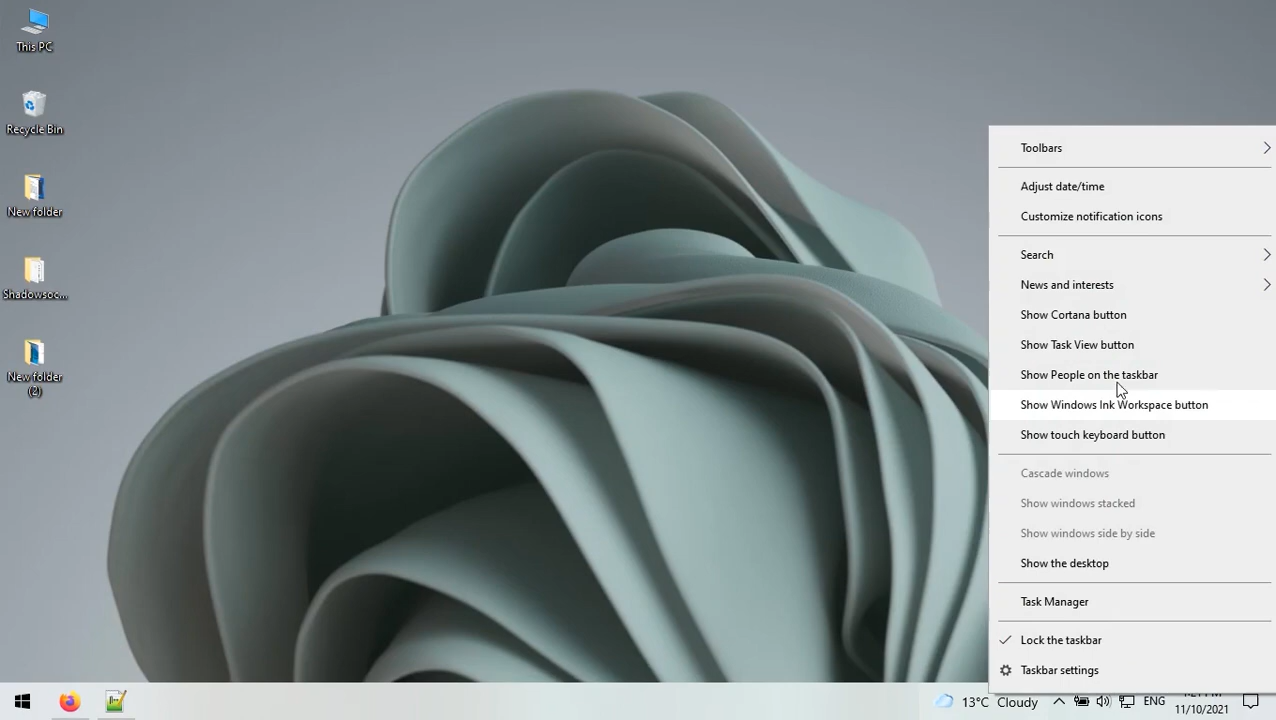 This PC
Recycle Bin
New folder
Shadowsoc...
New folder
(2)
Toolbars
Adjust date/time
Customize notification icons
Search
News and interests
Show Cortana button
Show Task View button
Show People on the taskbar
Show Windows Ink Workspace button
Show touch keyboard button
Cascade windows
Show windows stacked
Show windows side by side
Show the desktop
Task Manager
Lock the taskbar
Taskbar settings
13°C Cloudy
ENG
11/10/2021